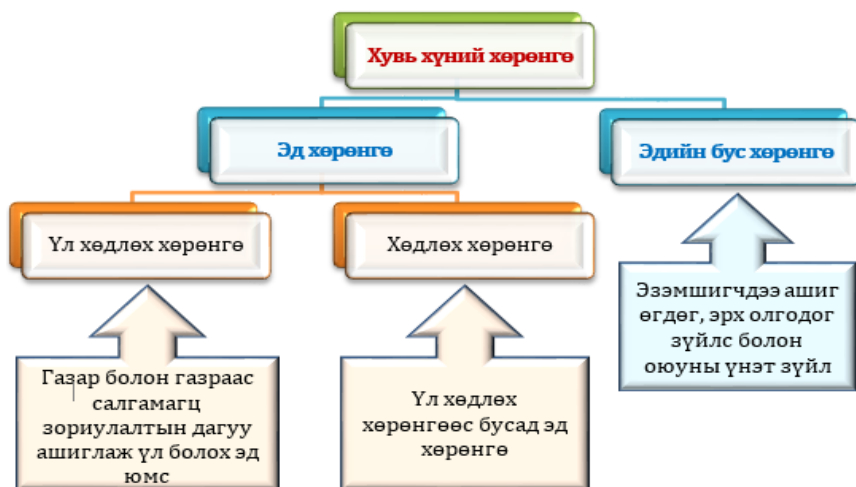 Хувь хүний хөрөнгө
Эд хөрөнгө
Эдийн бус хөрөнгө
Үл хөдлөх хөрөнгө
Хөдлөх хөрөнгө
Эзэмшигчдээ ашиг
өгдөг, эрх олгодог
зүйлс болон
оюуны үнэт зүйл
Газар болон газраас
салгамагц
зориулалтын дагуу
ашиглаж үл болох эд
юмс
Үл хөдлөх
хөрөнгөөс бусад эд
хөрөнгө